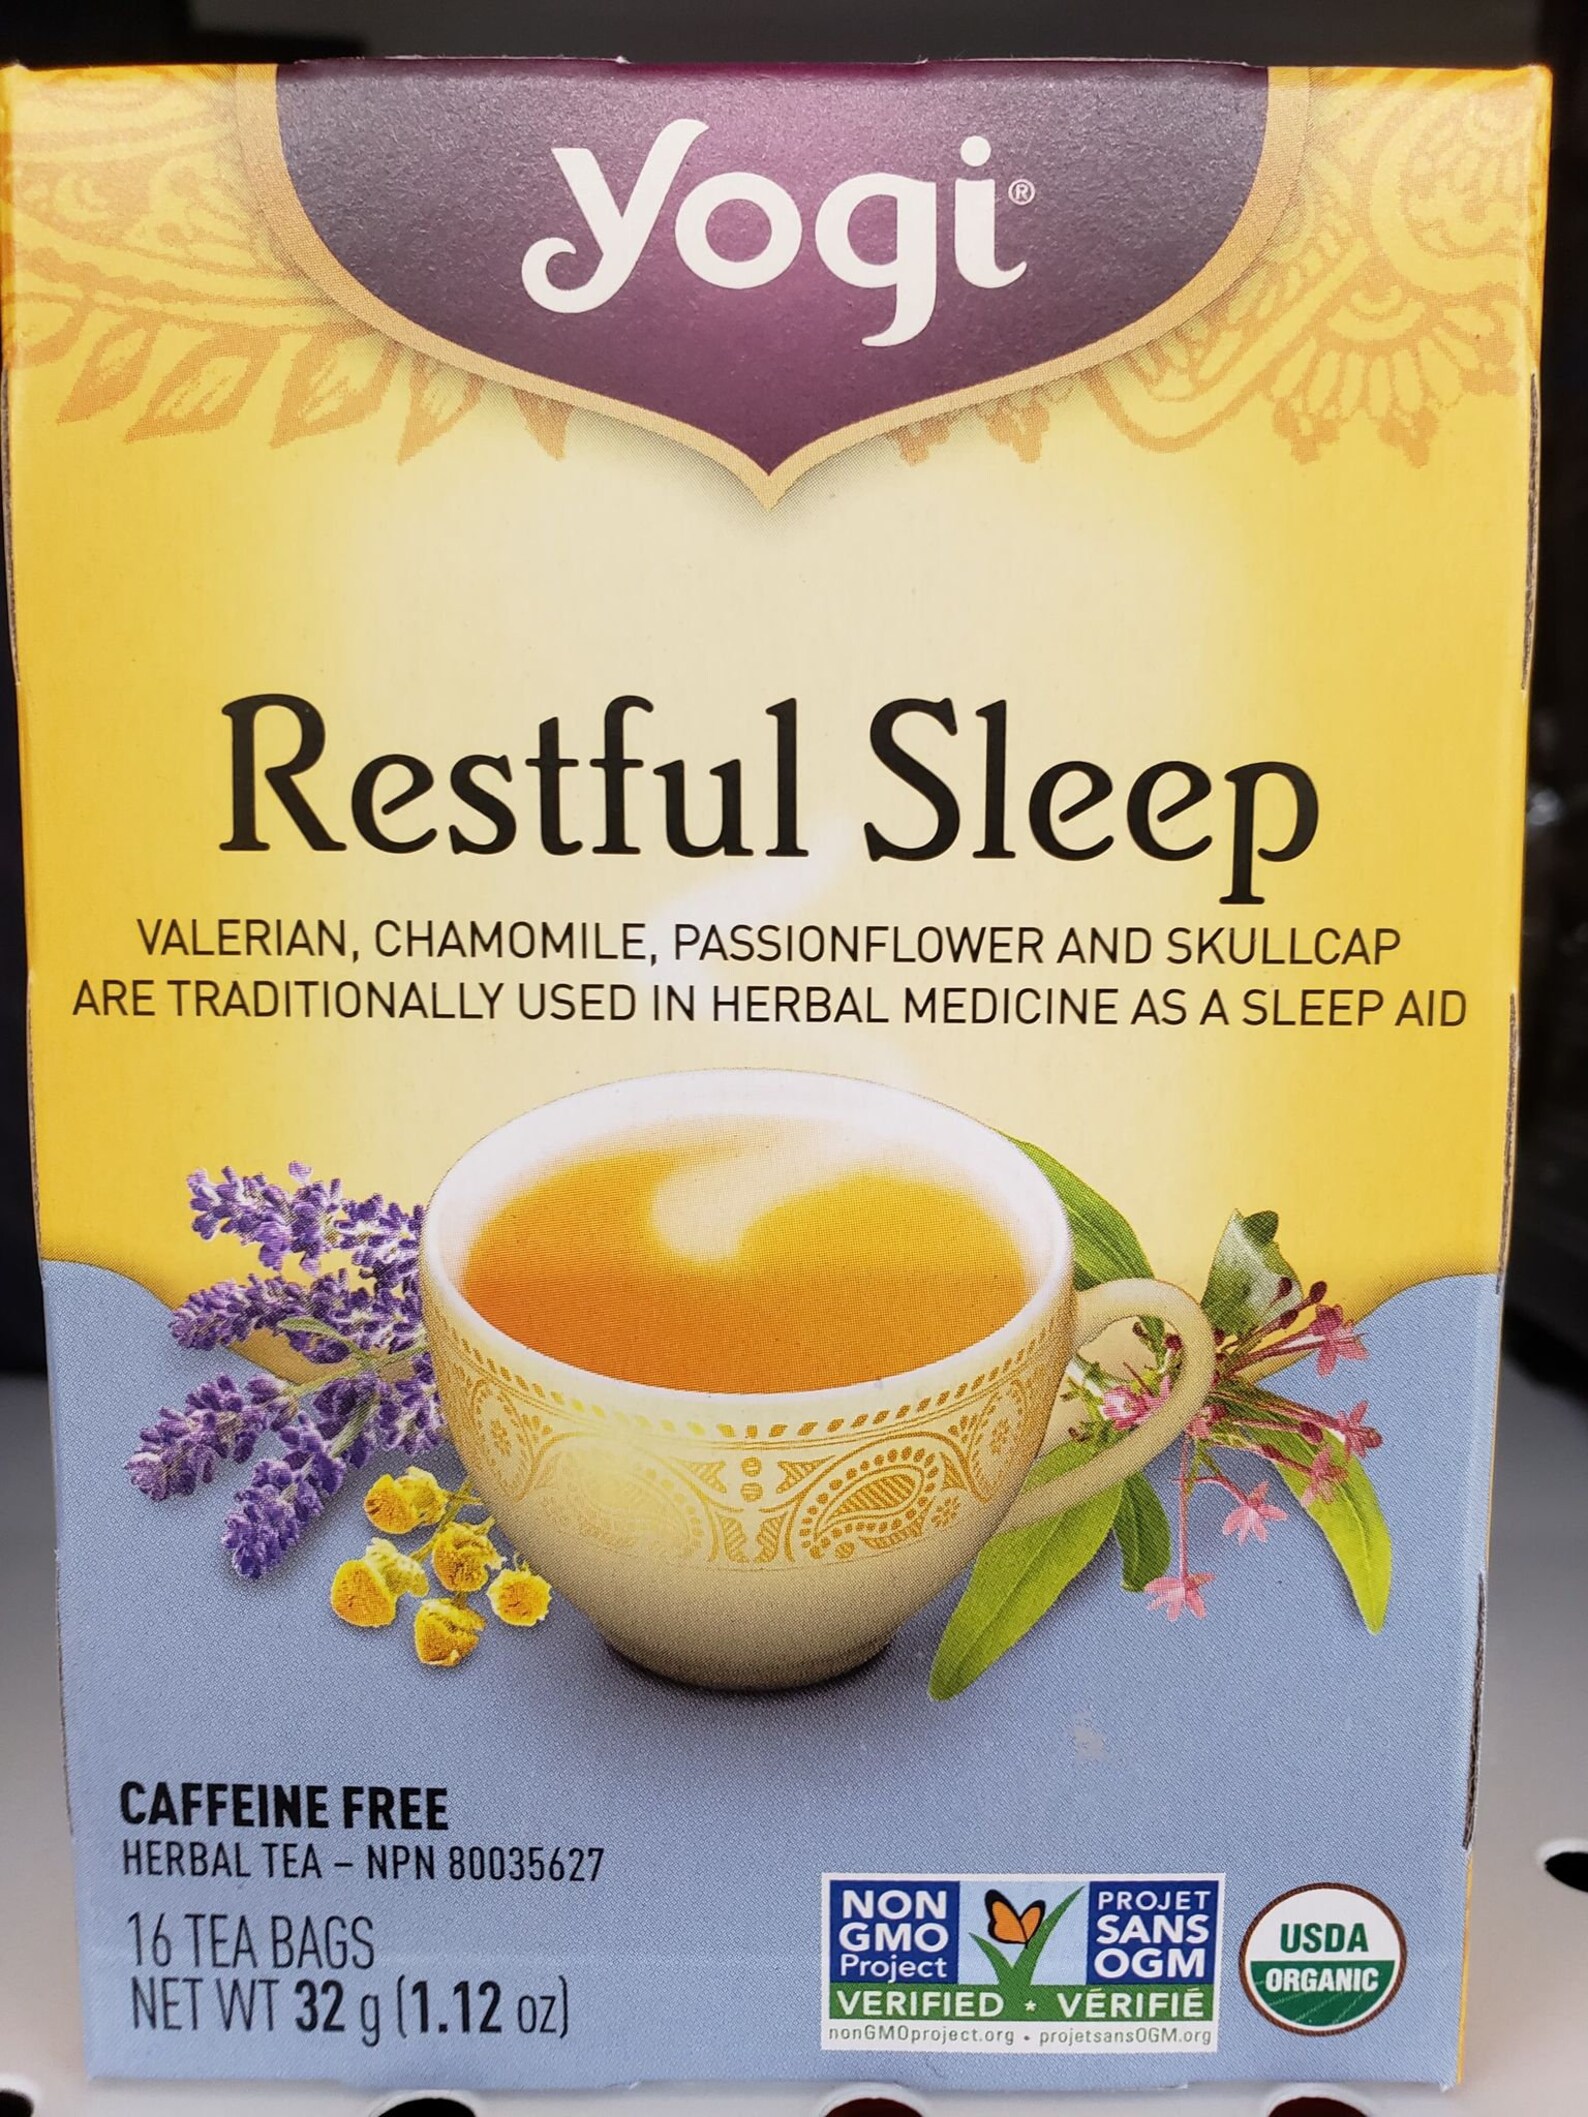 yogi®
Restful Sleep
VALERIAN, CHAMOMILE, PASSIONFLOWER AND SKULLCAP
ARE TRADITIONALLY USED IN HERBAL MEDICINE AS A SLEEP AID
CAFFEINE FREE
HERBAL TEA – NPN 80035627
16 TEA BAGS
NET WT 32 g (1.12 oz)
NON
GMO
Project
PROJET
SANS
OGM
VERIFIED * VÉRIFIÉ
nonGMOproject.org • projetsansOGM.org
USDA
ORGANIC